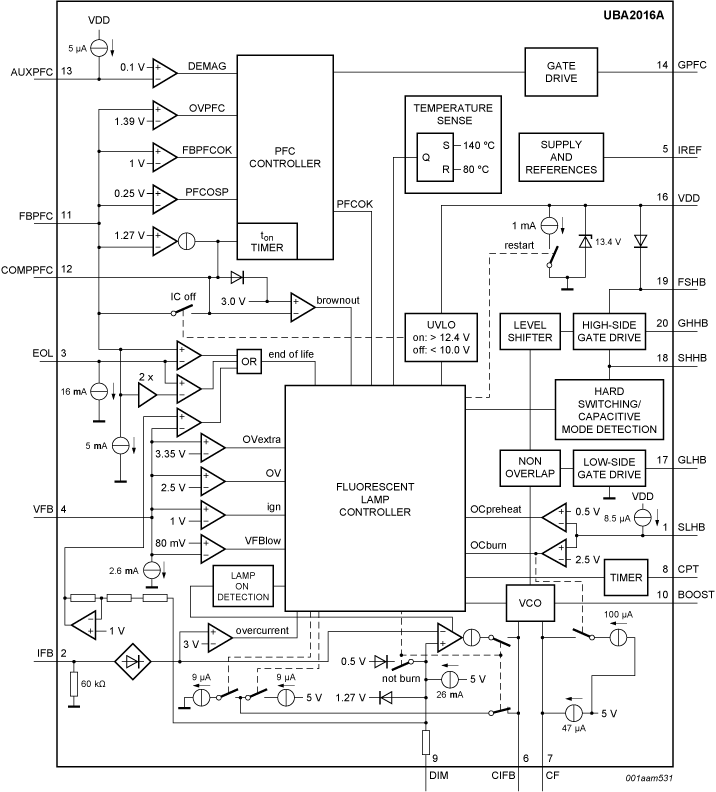 UBA2016A
VDD
5 µA
AUXPFC 13
0.1 V
DEMAG
GATE
DRIVE
14 GPFC
OVPFC
1.39 V
PFC
CONTROLLER
TEMPERATURE
SENSE
S 140 °C
Q
R 80 °C
SUPPLY
AND
REFERENCES
5 IREF
FBPFCOK
1 V
0.25 V
PFCOSP
PFCOK
16 VDD
FBPFC 11
1.27 V
ton
TIMER
1 mA
restart
13.4 V
COMPPFC 12
19 FSHB
IC off
3.0 V
brownout
UVLO
on: > 12.4 V
off: < 10.0 V
LEVEL
SHIFTER
HIGH-SIDE
GATE DRIVE
20 GHHB
EOL 3
OR
end of life
18 SHHB
2 x
16 mA
HARD
SWITCHING/
CAPACITIVE
MODE DETECTION
5 mA
OVextra
3.35 V
NON
OVERLAP
LOW-SIDE
GATE DRIVE
17 GLHB
OV
2.5 V
FLUORESCENT
LAMP
CONTROLLER
VDD
8.5 µA
VFB 4
ign
1 V
OCpreheat
0.5 V
1 SLHB
80 mV
VFBlow
OCburn
2.5 V
2.6 mA
LAMP
ON
DETECTION
TIMER
8 CPT
VCO
10 BOOST
1 V
3 V
overcurrent
100 µA
IFB 2
60 kΩ
0.5 V
not burn
9 µA
9 µA
5 V
1.27 V
26 mA
5 V
47 µA
5 V
9
DIM
6
CIFB
7
CF
001aam531